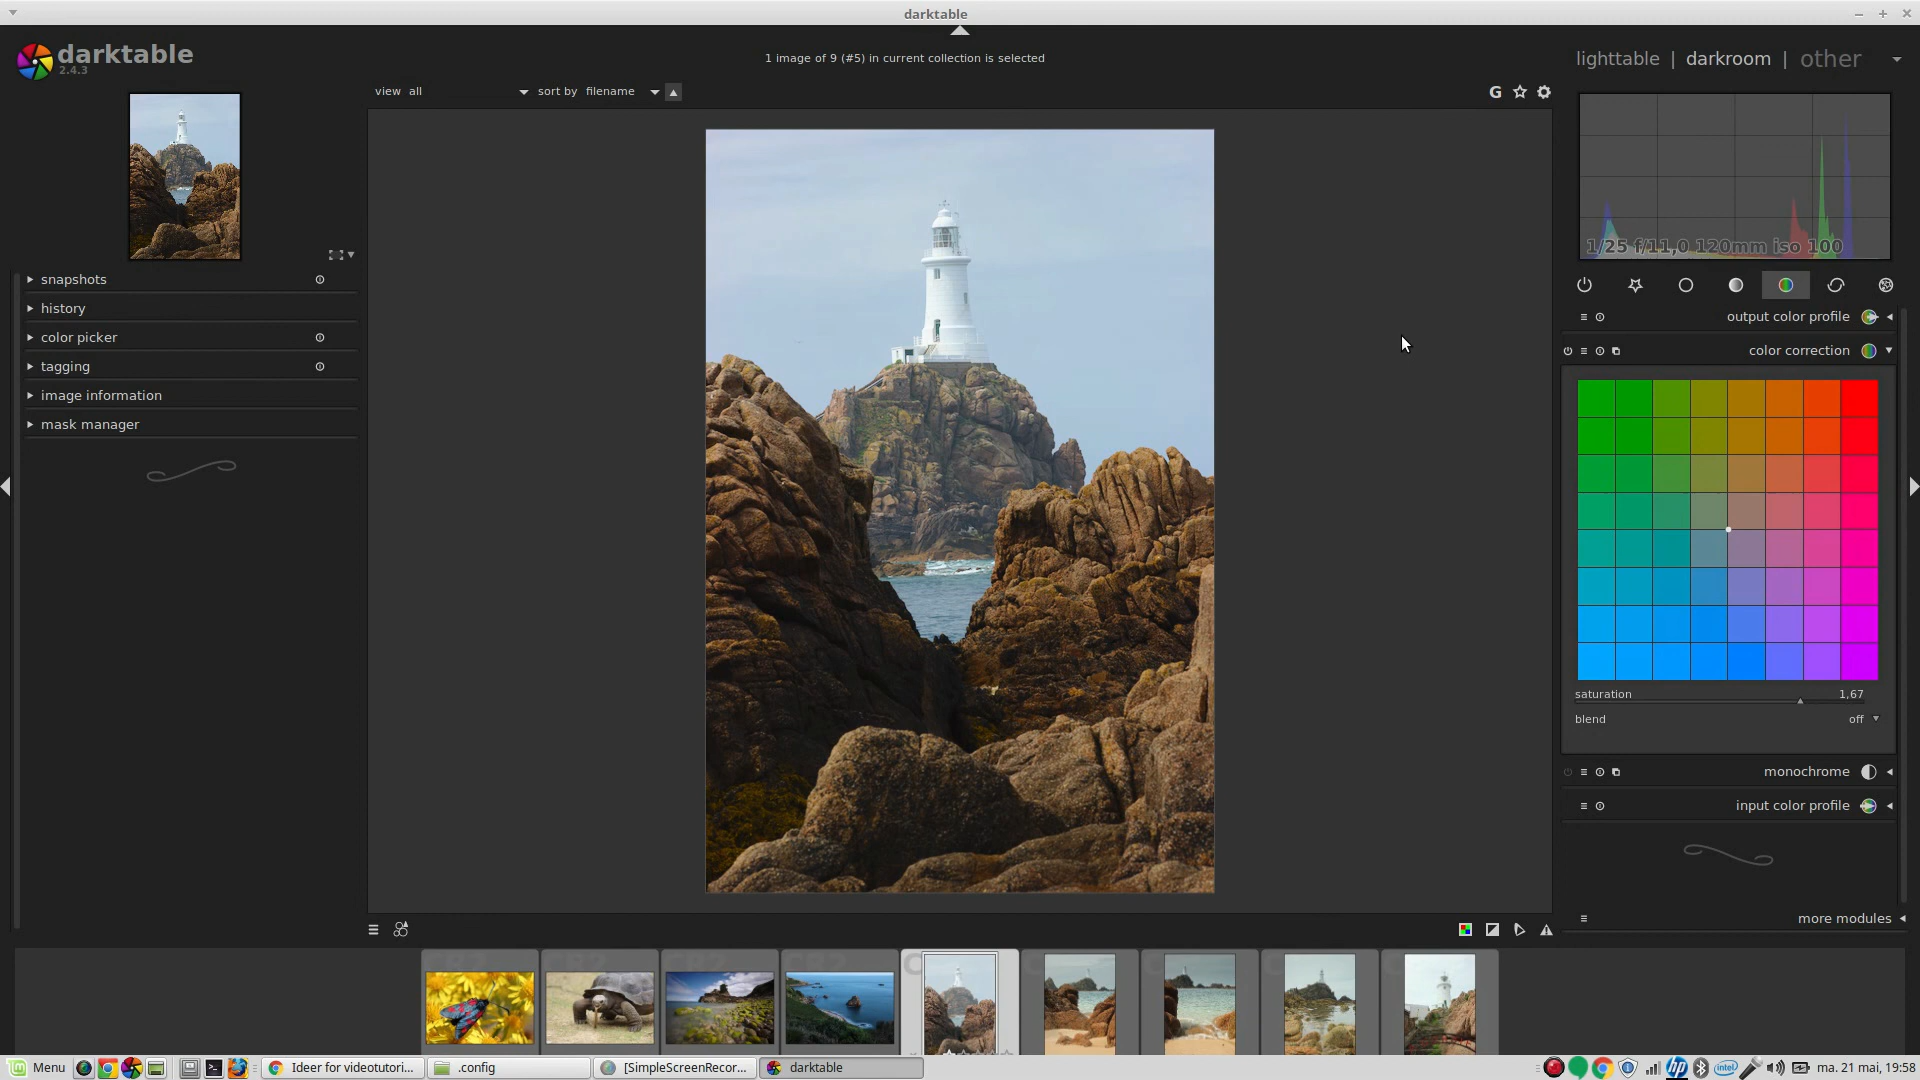 darktable
darktable
2.4.3
1 image of 9 (#5) in current collection is selected
lighttable | darkroom | other
view all sort by filename
G
1/25 f/11,0 120mm iso 100
snapshots
history
color picker
tagging
image information
mask manager
output color profile
color correction
saturation 1,67
blend off
monochrome
input color profile
more modules
Menu
Ideer for videotutori...
.config
[SimpleScreenRecor...
darktable
hp
intel
ma. 21 mai, 19:58